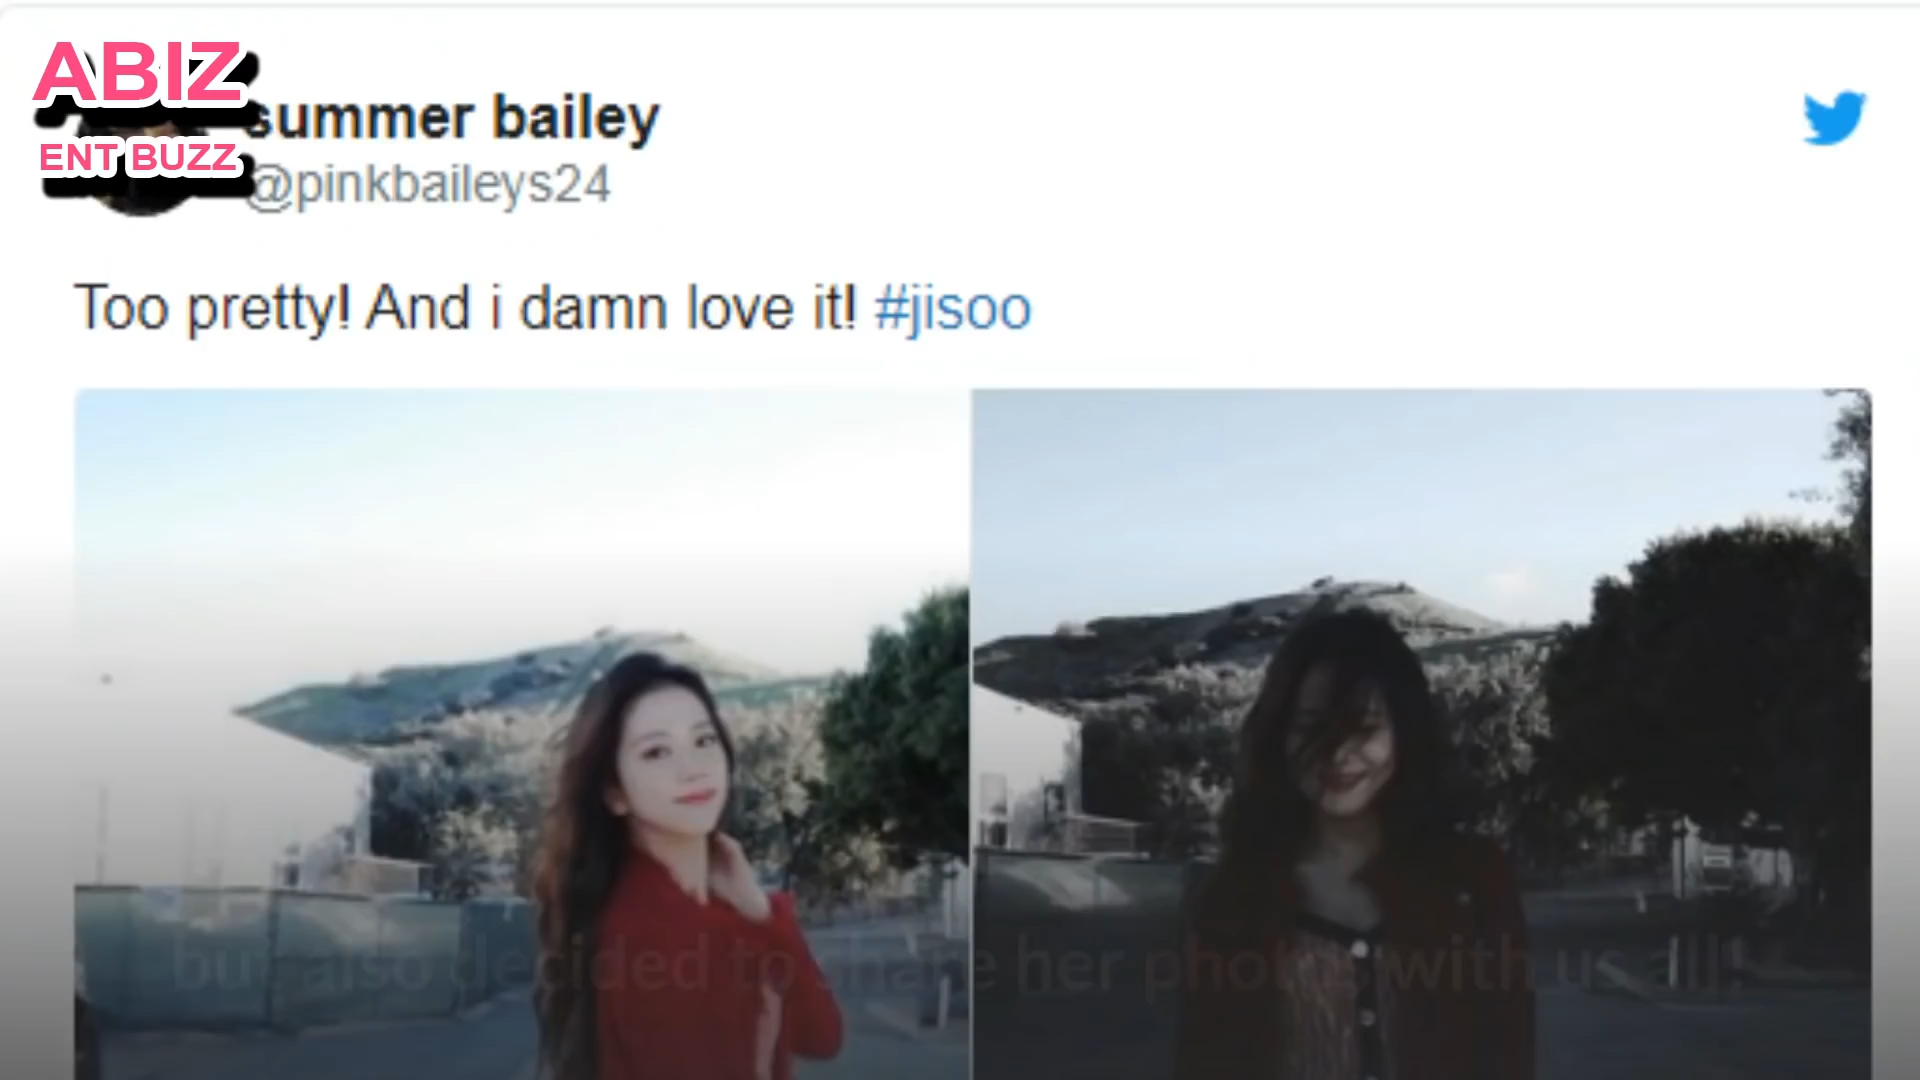 ABIZ
ENT BUZZ
summer bailey
@pinkbaileys24
Too pretty! And i damn love it! #jisoo
but also decided to share her photos with us all!